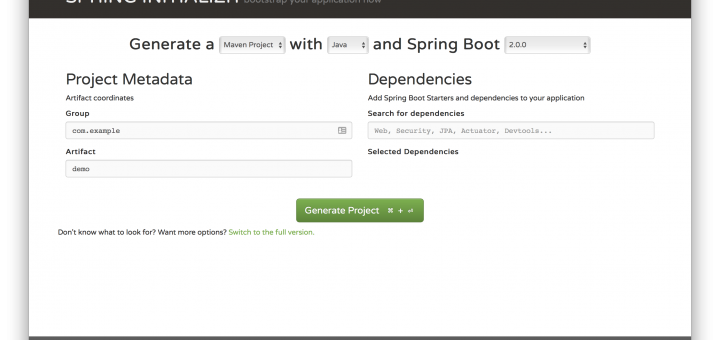 SPRING INITIALIZR bootstrap your application now
Generate a Maven Project with Java and Spring Boot 2.0.0
Project Metadata
Artifact coordinates
Group
com.example
Artifact
demo
Dependencies
Add Spring Boot Starters and dependencies to your application
Search for dependencies
Web, Security, JPA, Actuator, Devtools...
Selected Dependencies
Generate Project ⌘ + ⏎
Don't know what to look for? Want more options? Switch to the full version.